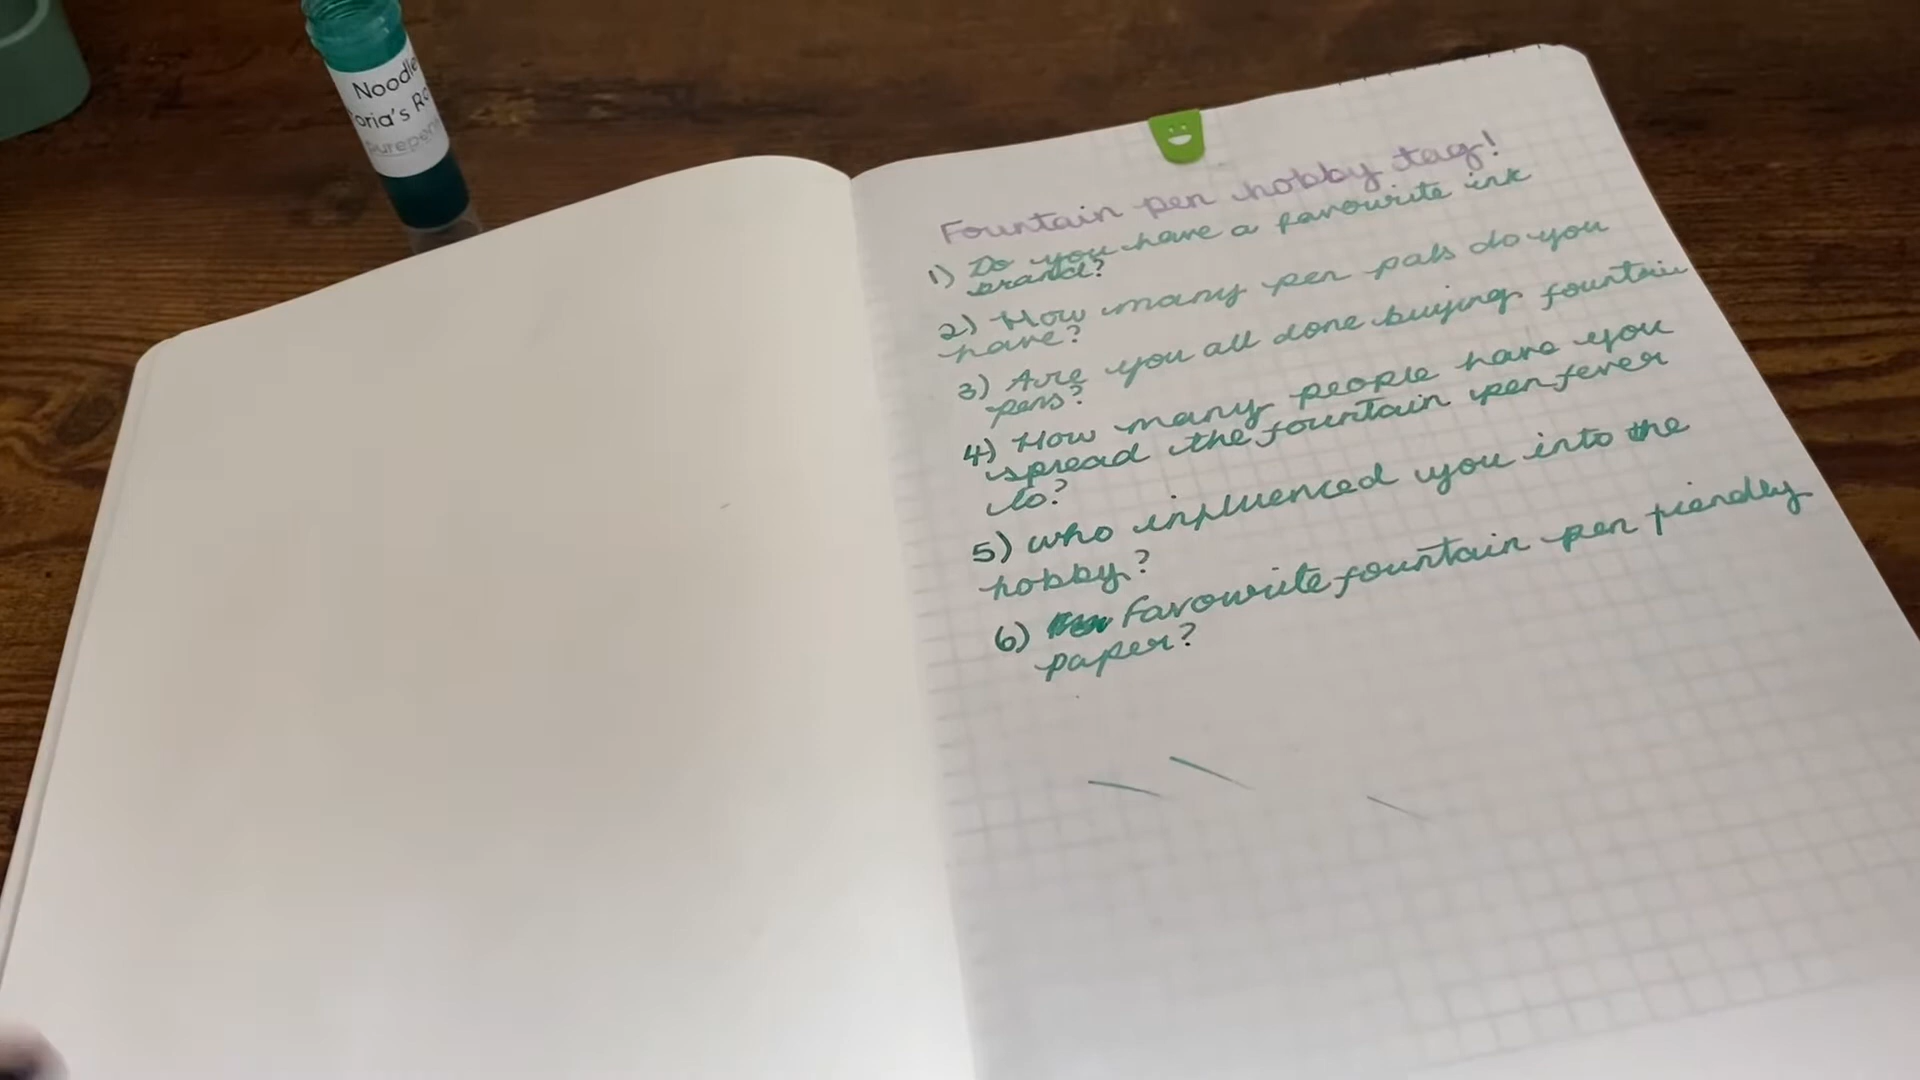 Noodle
oria's Ro
purepen
Fountain pen hobby tag!
1) Do you have a favourite ink
brand?
2) How many pen pals do you
have?
3) Are you all done buying fountain
pens?
4) How many people have you
spread the fountain pen fever
to?
5) who influenced you into the
hobby?
6) Favourite fountain pen friendly
paper?